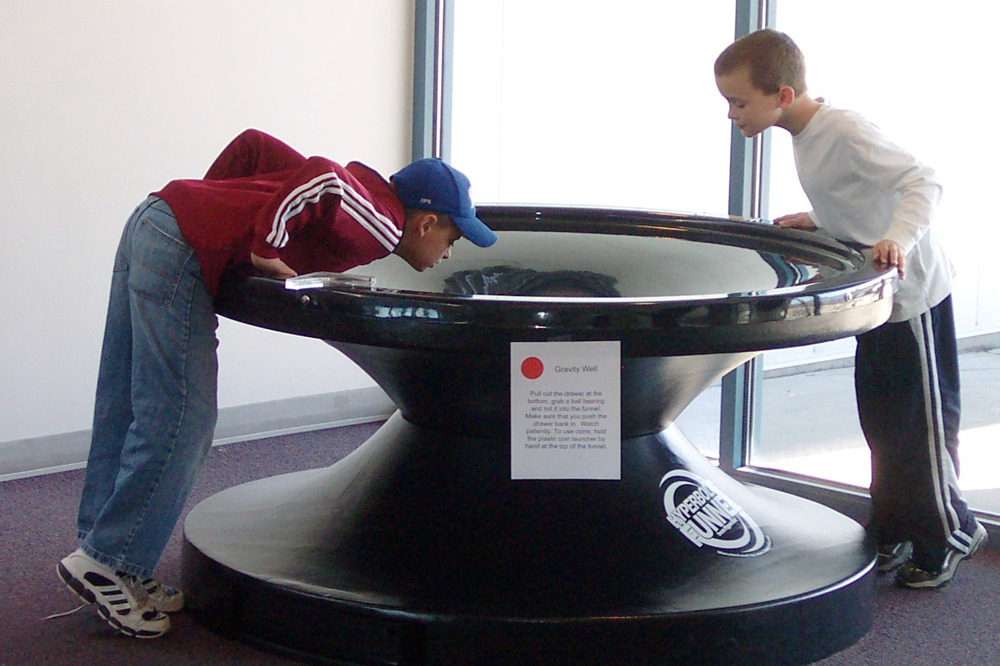 Gravity Well
Pull out the drawer at the
bottom, grab a ball bearing
and roll it into the funnel.
Make sure that you push the
drawer back in. Watch
patiently. To use coins, hold
the plastic coin launcher by
hand at the top of the funnel.
FUNNEL